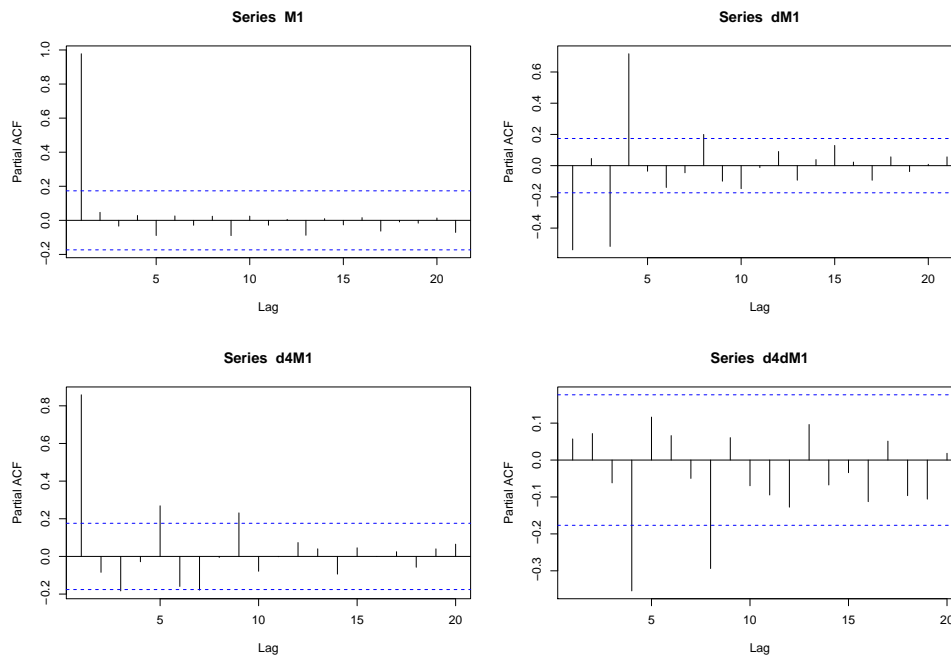 Series M1
Partial ACF
1.0
0.8
0.6
0.4
0.2
0.0
−0.2
5 10 15 20
Lag
Series dM1
Partial ACF
0.6
0.4
0.2
0.0
−0.2
−0.4
5 10 15 20
Lag
Series d4M1
Partial ACF
0.8
0.6
0.4
0.2
0.0
−0.2
5 10 15 20
Lag
Series d4dM1
Partial ACF
0.1
0.0
−0.1
−0.2
−0.3
5 10 15 20
Lag